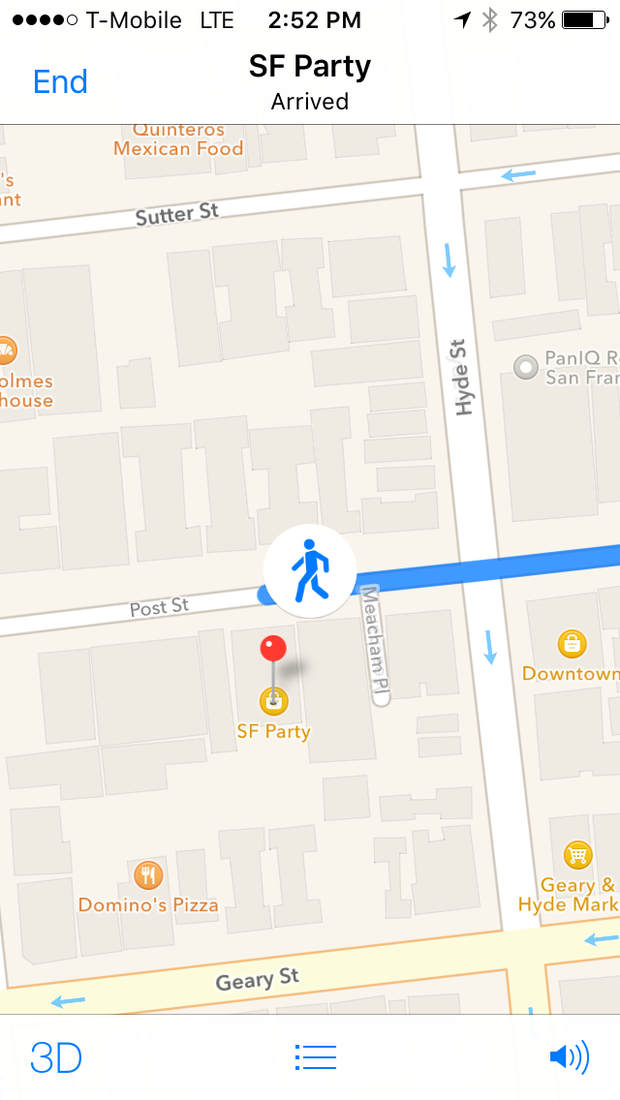 T-Mobile LTE 2:52 PM 73%
End
SF Party
Arrived
Quinteros
Mexican Food
's
nt
Sutter St
Hyde St
PanIQ R
San Fran
olmes
house
Post St
Meacham Pl
SF Party
Downtown
Domino's Pizza
Geary &
Hyde Mark
Geary St
3D